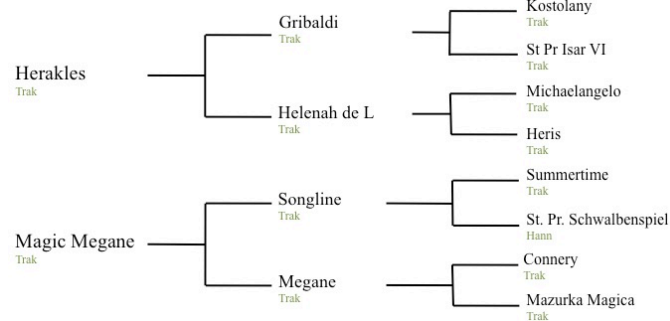 Herakles
Trak
Gribaldi
Trak
Kostolany
Trak
St Pr Isar VI
Trak
Helenah de L
Trak
Michaelangelo
Trak
Heris
Trak
Magic Megane
Trak
Songline
Trak
Summertime
Trak
St. Pr. Schwalbenspiel
Hann
Megane
Trak
Connery
Trak
Mazurka Magica
Trak